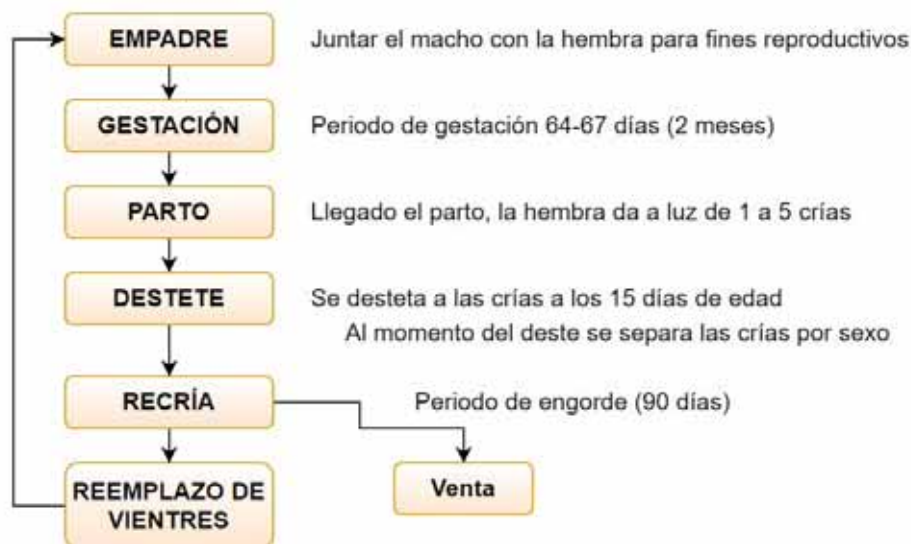 EMPADRE
Juntar el macho con la hembra para fines reproductivos
GESTACIÓN
Periodo de gestación 64-67 días (2 meses)
PARTO
Llegado el parto, la hembra da a luz de 1 a 5 crías
DESTETE
Se desteta a las crías a los 15 días de edad
Al momento del deste se separa las crías por sexo
RECRÍA
Periodo de engorde (90 días)
REEMPLAZO DE
VIENTRES
Venta